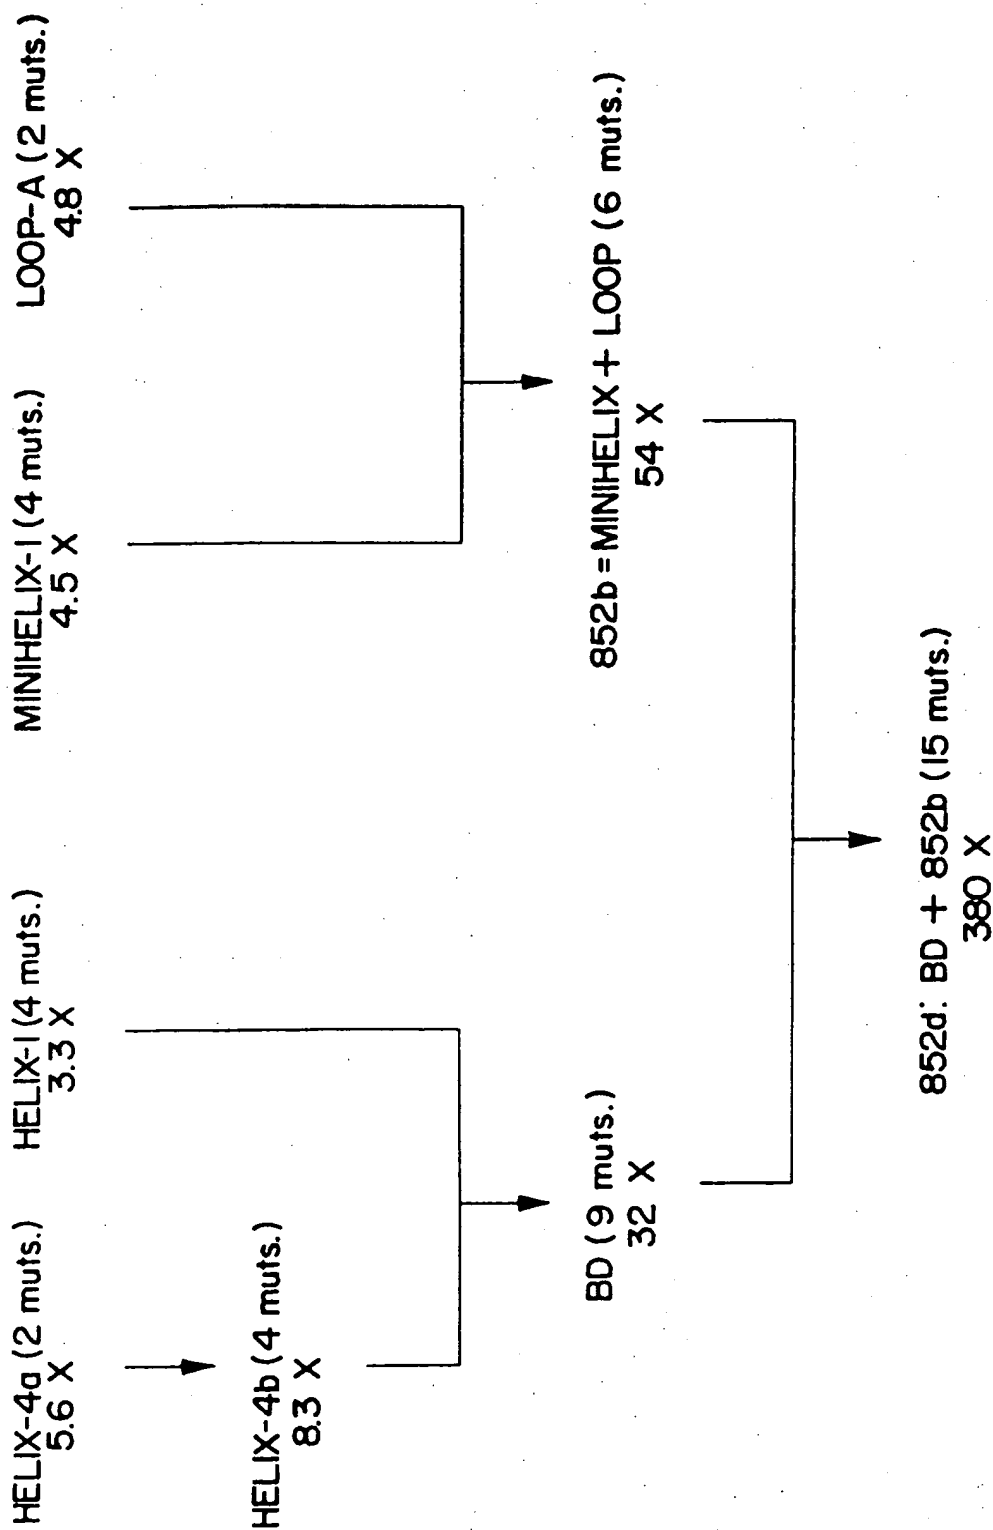 HELIX-4a (2 muts.)
5.6 X
HELIX-1 (4 muts.)
3.3 X
MINIHELIX-1 (4 muts.)
4.5 X
LOOP-A (2 muts.)
4.8 X
HELIX-4b (4 muts.)
8.3 X
BD (9 muts.)
32 X
852b = MINIHELIX + LOOP (6 muts.)
54 X
852d: BD + 852b (15 muts.)
380 X